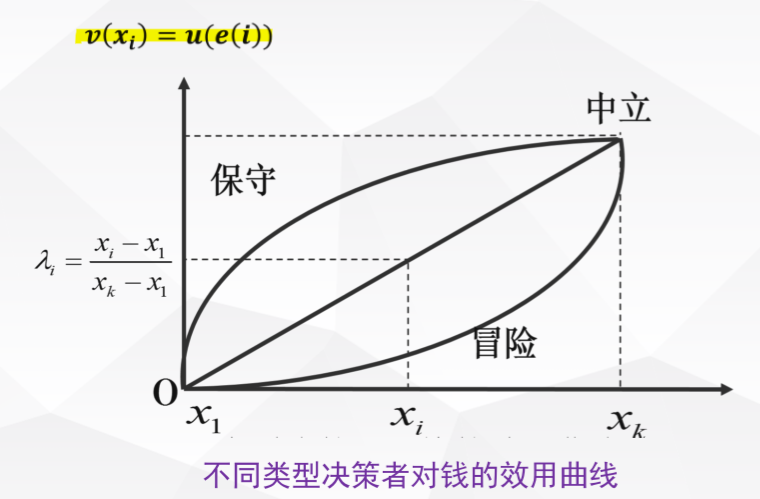 v(xᵢ) = u(e(i))
中立
保守
λᵢ = (xᵢ − x₁) / (xₖ − x₁)
冒险
O
x₁ xᵢ xₖ
不同类型决策者对钱的效用曲线